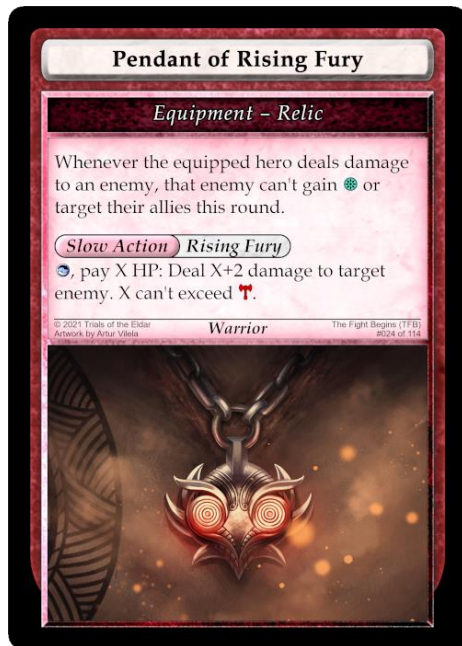 Pendant of Rising Fury
Equipment – Relic
Whenever the equipped hero deals damage
to an enemy, that enemy can't gain or
target their allies this round.
Slow Action Rising Fury
, pay X HP: Deal X+2 damage to target
enemy. X can't exceed .
© 2021 Trials of the Eldar
Artwork by Artur Vilela
Warrior
The Fight Begins (TFB)
#024 of 114